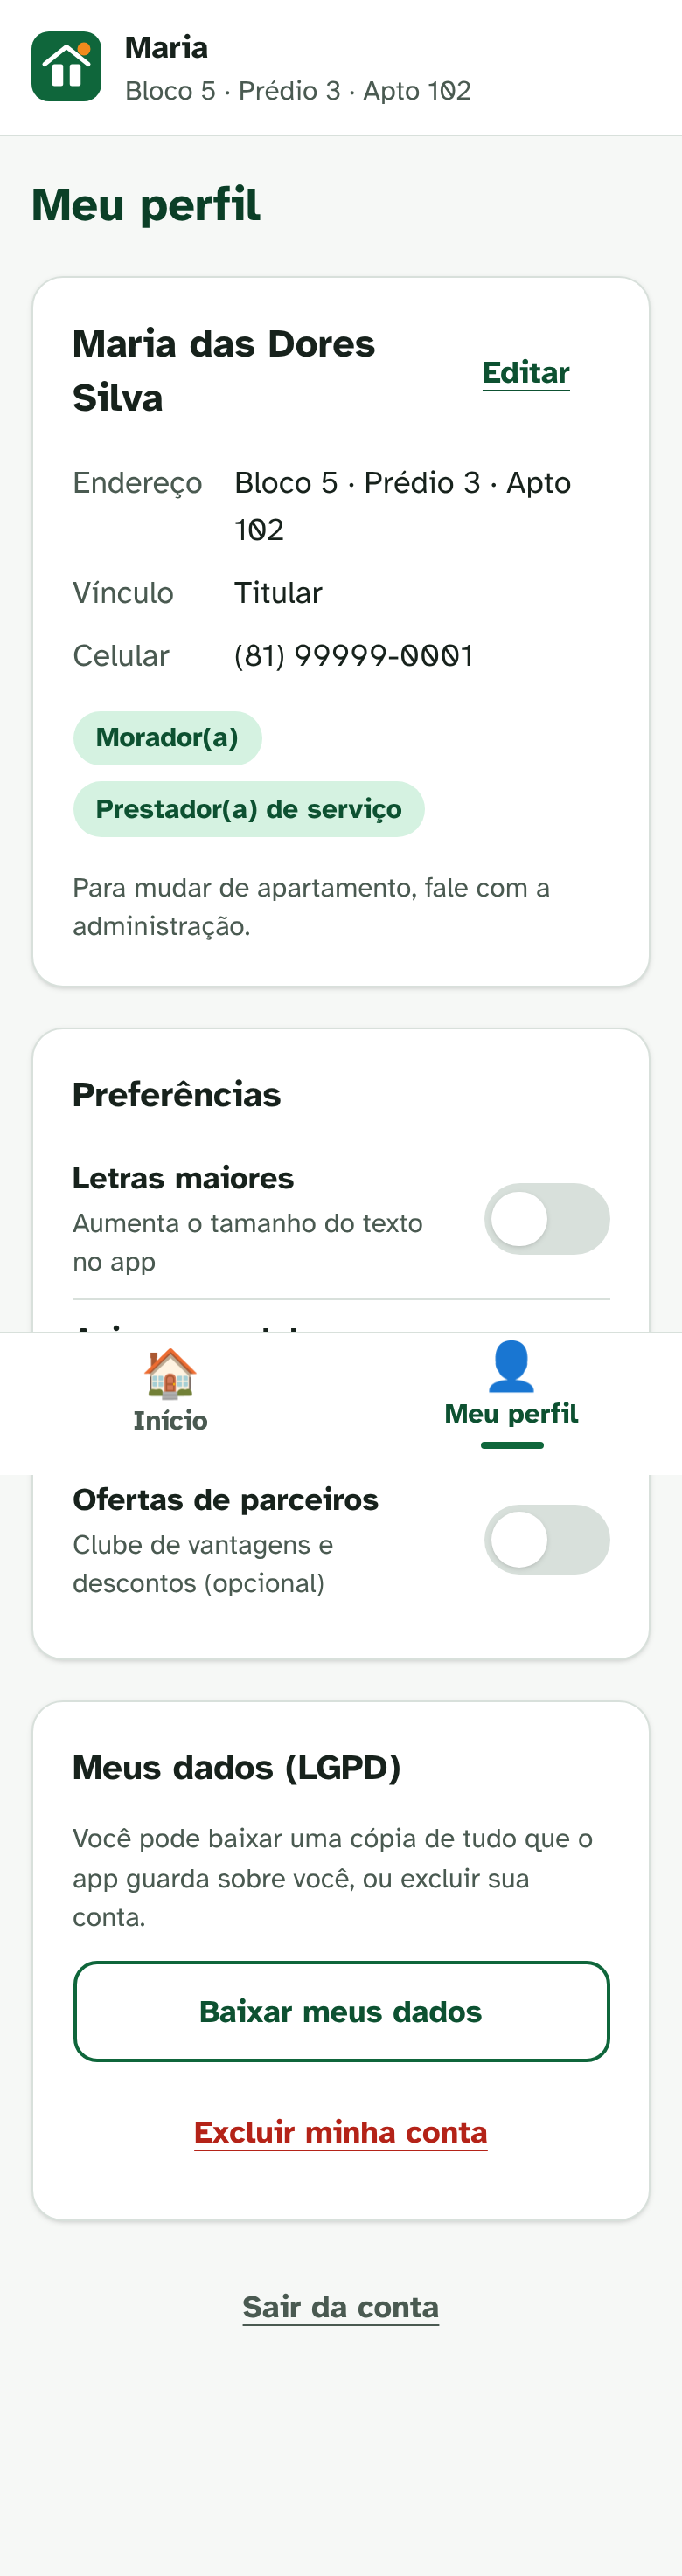 Maria
Bloco 5 · Prédio 3 · Apto 102
Meu perfil
Maria das Dores
Silva
Editar
Endereço
Bloco 5 · Prédio 3 · Apto
102
Vínculo
Titular
Celular
(81) 99999-0001
Morador(a)
Prestador(a) de serviço
Para mudar de apartamento, fale com a
administração.
Preferências
Letras maiores
Aumenta o tamanho do texto
no app
Início
Meu perfil
Ofertas de parceiros
Clube de vantagens e
descontos (opcional)
Meus dados (LGPD)
Você pode baixar uma cópia de tudo que o
app guarda sobre você, ou excluir sua
conta.
Baixar meus dados
Excluir minha conta
Sair da conta